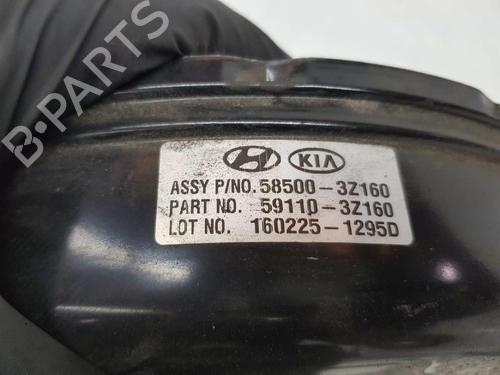 B-PARTS
KIA
ASSY P/NO. 58500-3Z160
PART NO. 59110-3Z160
LOT NO. 160225-1295D